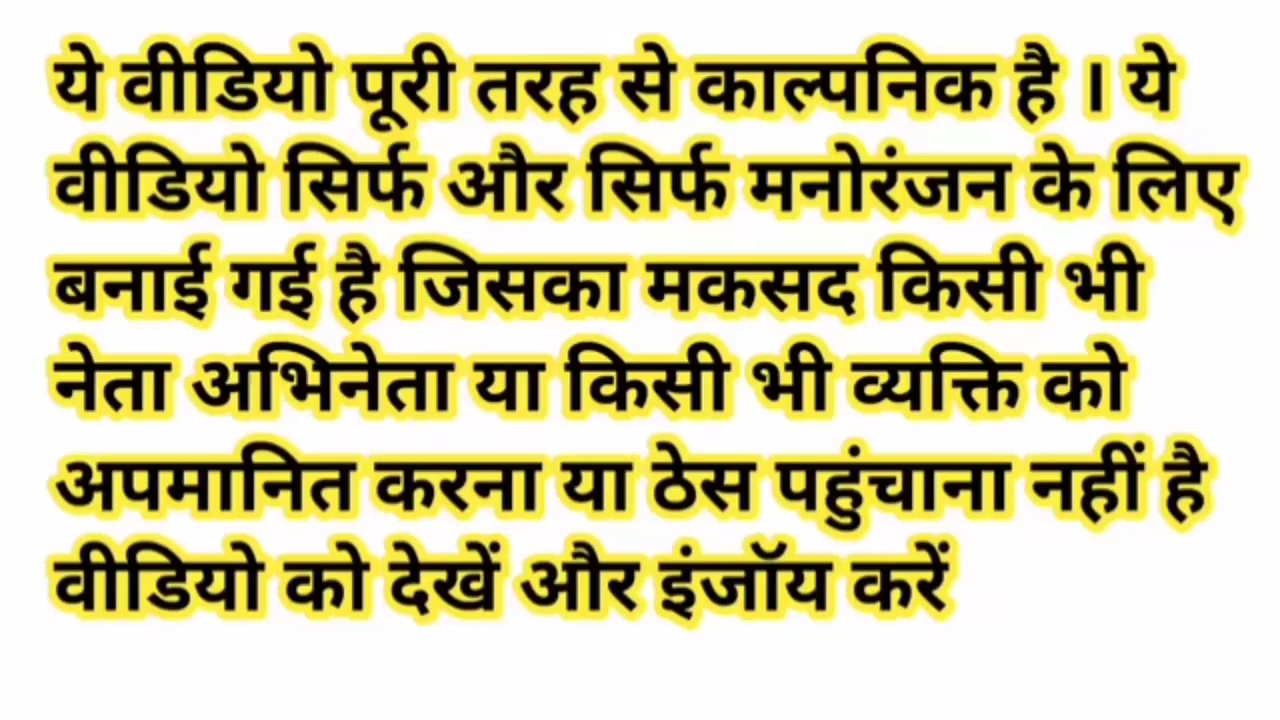 ये वीडियो पूरी तरह से काल्पनिक है । ये
वीडियो सिर्फ और सिर्फ मनोरंजन के लिए
बनाई गई है जिसका मकसद किसी भी
नेता अभिनेता या किसी भी व्यक्ति को
अपमानित करना या ठेस पहुंचाना नहीं है
वीडियो को देखें और इंजॉय करें